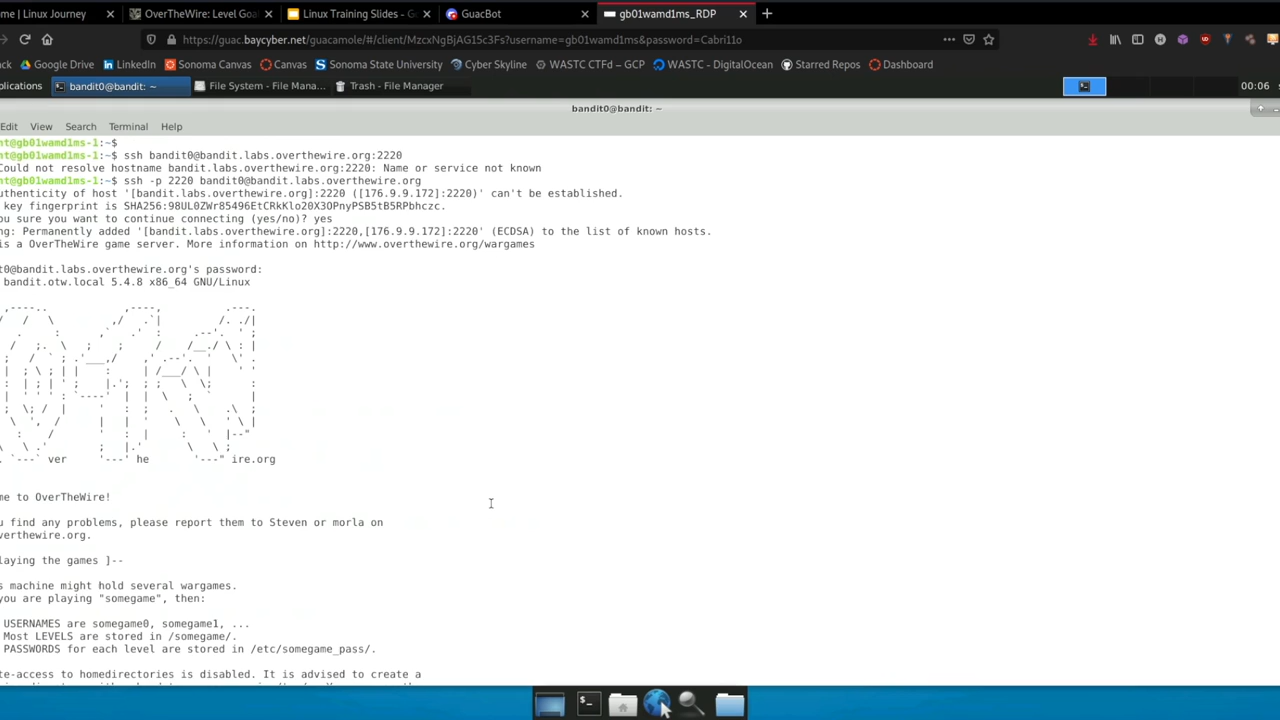 ome | Linux Journey
OverTheWire: Level Goal
Linux Training Slides - G
GuacBot
gb01wamd1ms_RDP
https://guac.baycyber.net/guacamole/#/client/MzcxNgBjAG15c3Fs?username=gb01wamd1ms&password=Cabri11o
ck
Google Drive
LinkedIn
Sonoma Canvas
Canvas
Sonoma State University
Cyber Skyline
WASTC CTFd – GCP
WASTC - DigitalOcean
Starred Repos
Dashboard
plications
bandit0@bandit: ~
File System - File Mana...
Trash - File Manager
00:06
bandit0@bandit: ~
Edit View Search Terminal Help
nt@gb01wamd1ms-1:~$
nt@gb01wamd1ms-1:~$ ssh bandit0@bandit.labs.overthewire.org:2220
Could not resolve hostname bandit.labs.overthewire.org:2220: Name or service not known
nt@gb01wamd1ms-1:~$ ssh -p 2220 bandit0@bandit.labs.overthewire.org
uthenticity of host '[bandit.labs.overthewire.org]:2220 ([176.9.9.172]:2220)' can't be established.
key fingerprint is SHA256:98UL0ZWr85496EtCRkKlo20X3OPnyPSB5tB5RPbhczc.
ou sure you want to continue connecting (yes/no)? yes
ng: Permanently added '[bandit.labs.overthewire.org]:2220,[176.9.9.172]:2220' (ECDSA) to the list of known hosts.
is a OverTheWire game server. More information on http://www.overthewire.org/wargames
t0@bandit.labs.overthewire.org's password:
bandit.otw.local 5.4.8 x86_64 GNU/Linux
ver he ire.org
me to OverTheWire!
u find any problems, please report them to Steven or morla on
verthewire.org.
laying the games ]--
s machine might hold several wargames.
you are playing "somegame", then:
USERNAMES are somegame0, somegame1, ...
Most LEVELS are stored in /somegame/.
PASSWORDS for each level are stored in /etc/somegame_pass/.
te-access to homedirectories is disabled. It is advised to create a